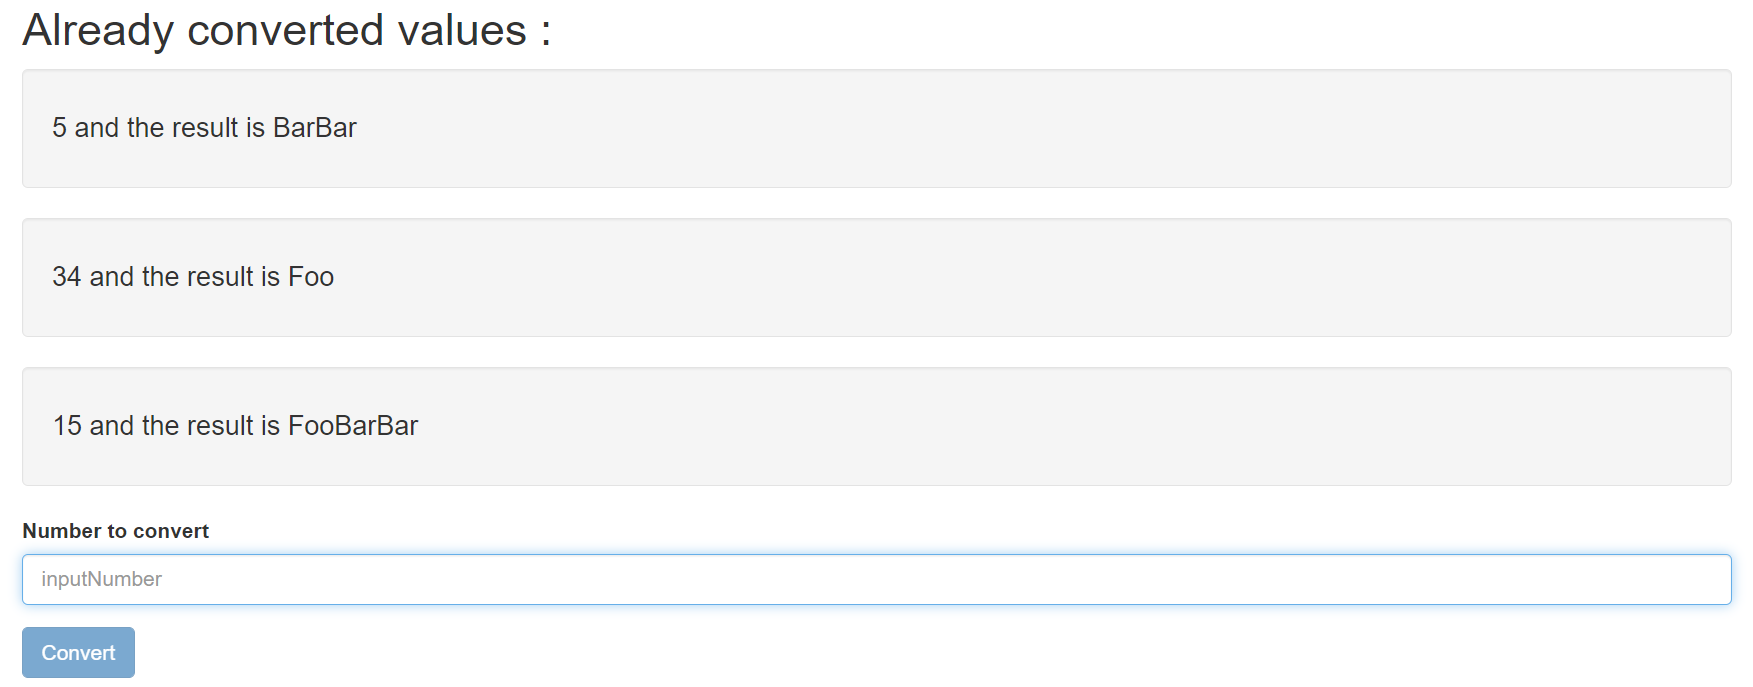 Already converted values :
5 and the result is BarBar
34 and the result is Foo
15 and the result is FooBarBar
Number to convert
inputNumber
Convert